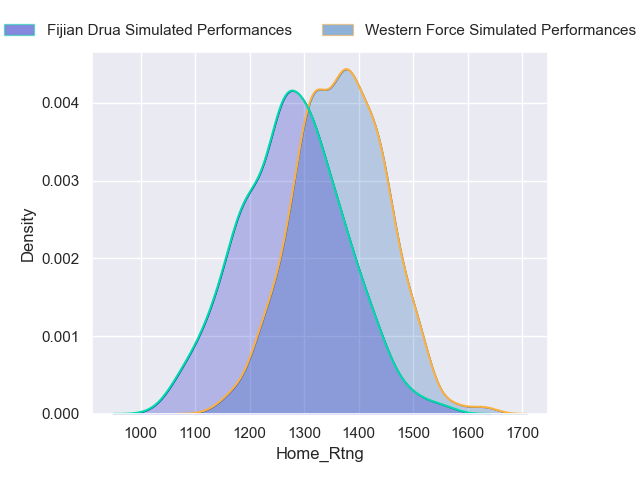 Fijian Drua Simulated Performances Western Force Simulated Performances
0.004
0.003
0.002
0.001
0.000
Density
1000 1100 1200 1300 1400 1500 1600 1700
Home_Rtng